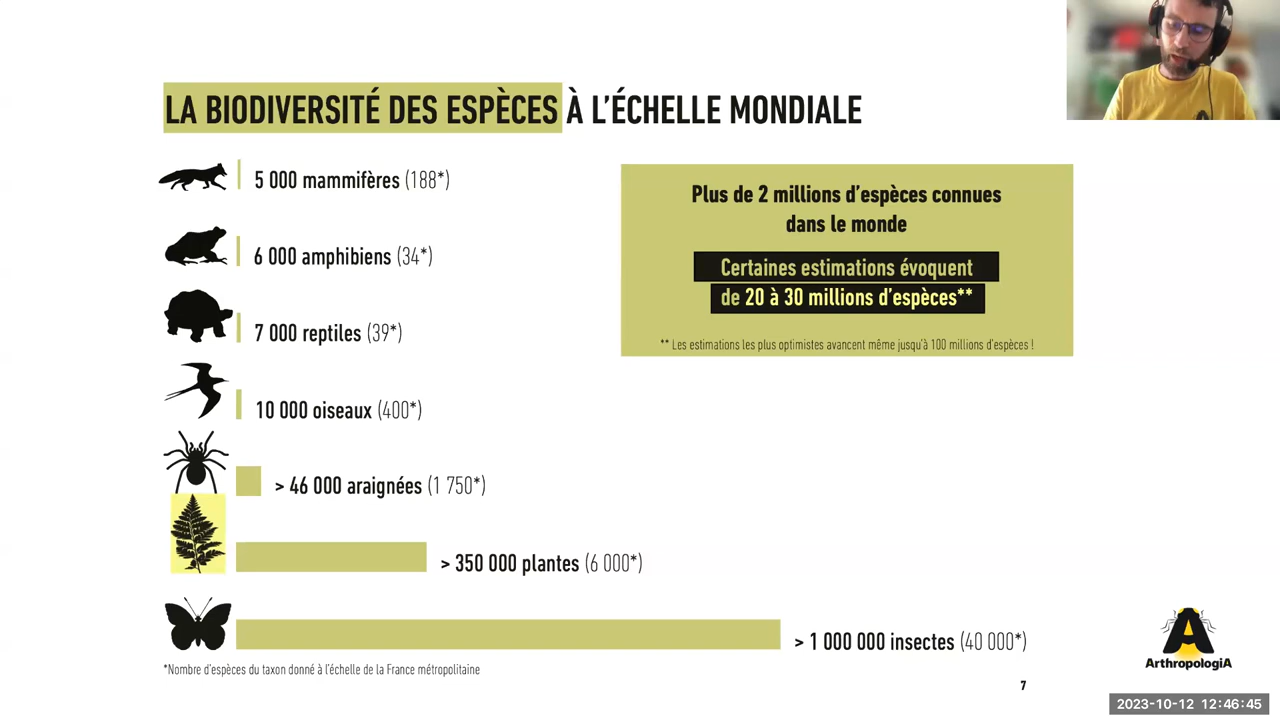 LA BIODIVERSITÉ DES ESPÈCES À L'ÉCHELLE MONDIALE
5 000 mammifères (188*)
6 000 amphibiens (34*)
7 000 reptiles (39*)
10 000 oiseaux (400*)
> 46 000 araignées (1 750*)
> 350 000 plantes (6 000*)
> 1 000 000 insectes (40 000*)
*Nombre d'espèces du taxon donné à l'échelle de la France métropolitaine
Plus de 2 millions d'espèces connues
dans le monde
Certaines estimations évoquent
de 20 à 30 millions d'espèces**
** Les estimations les plus optimistes avancent même jusqu'à 100 millions d'espèces !
ArthropologiA
7
2023-10-12 12:46:45